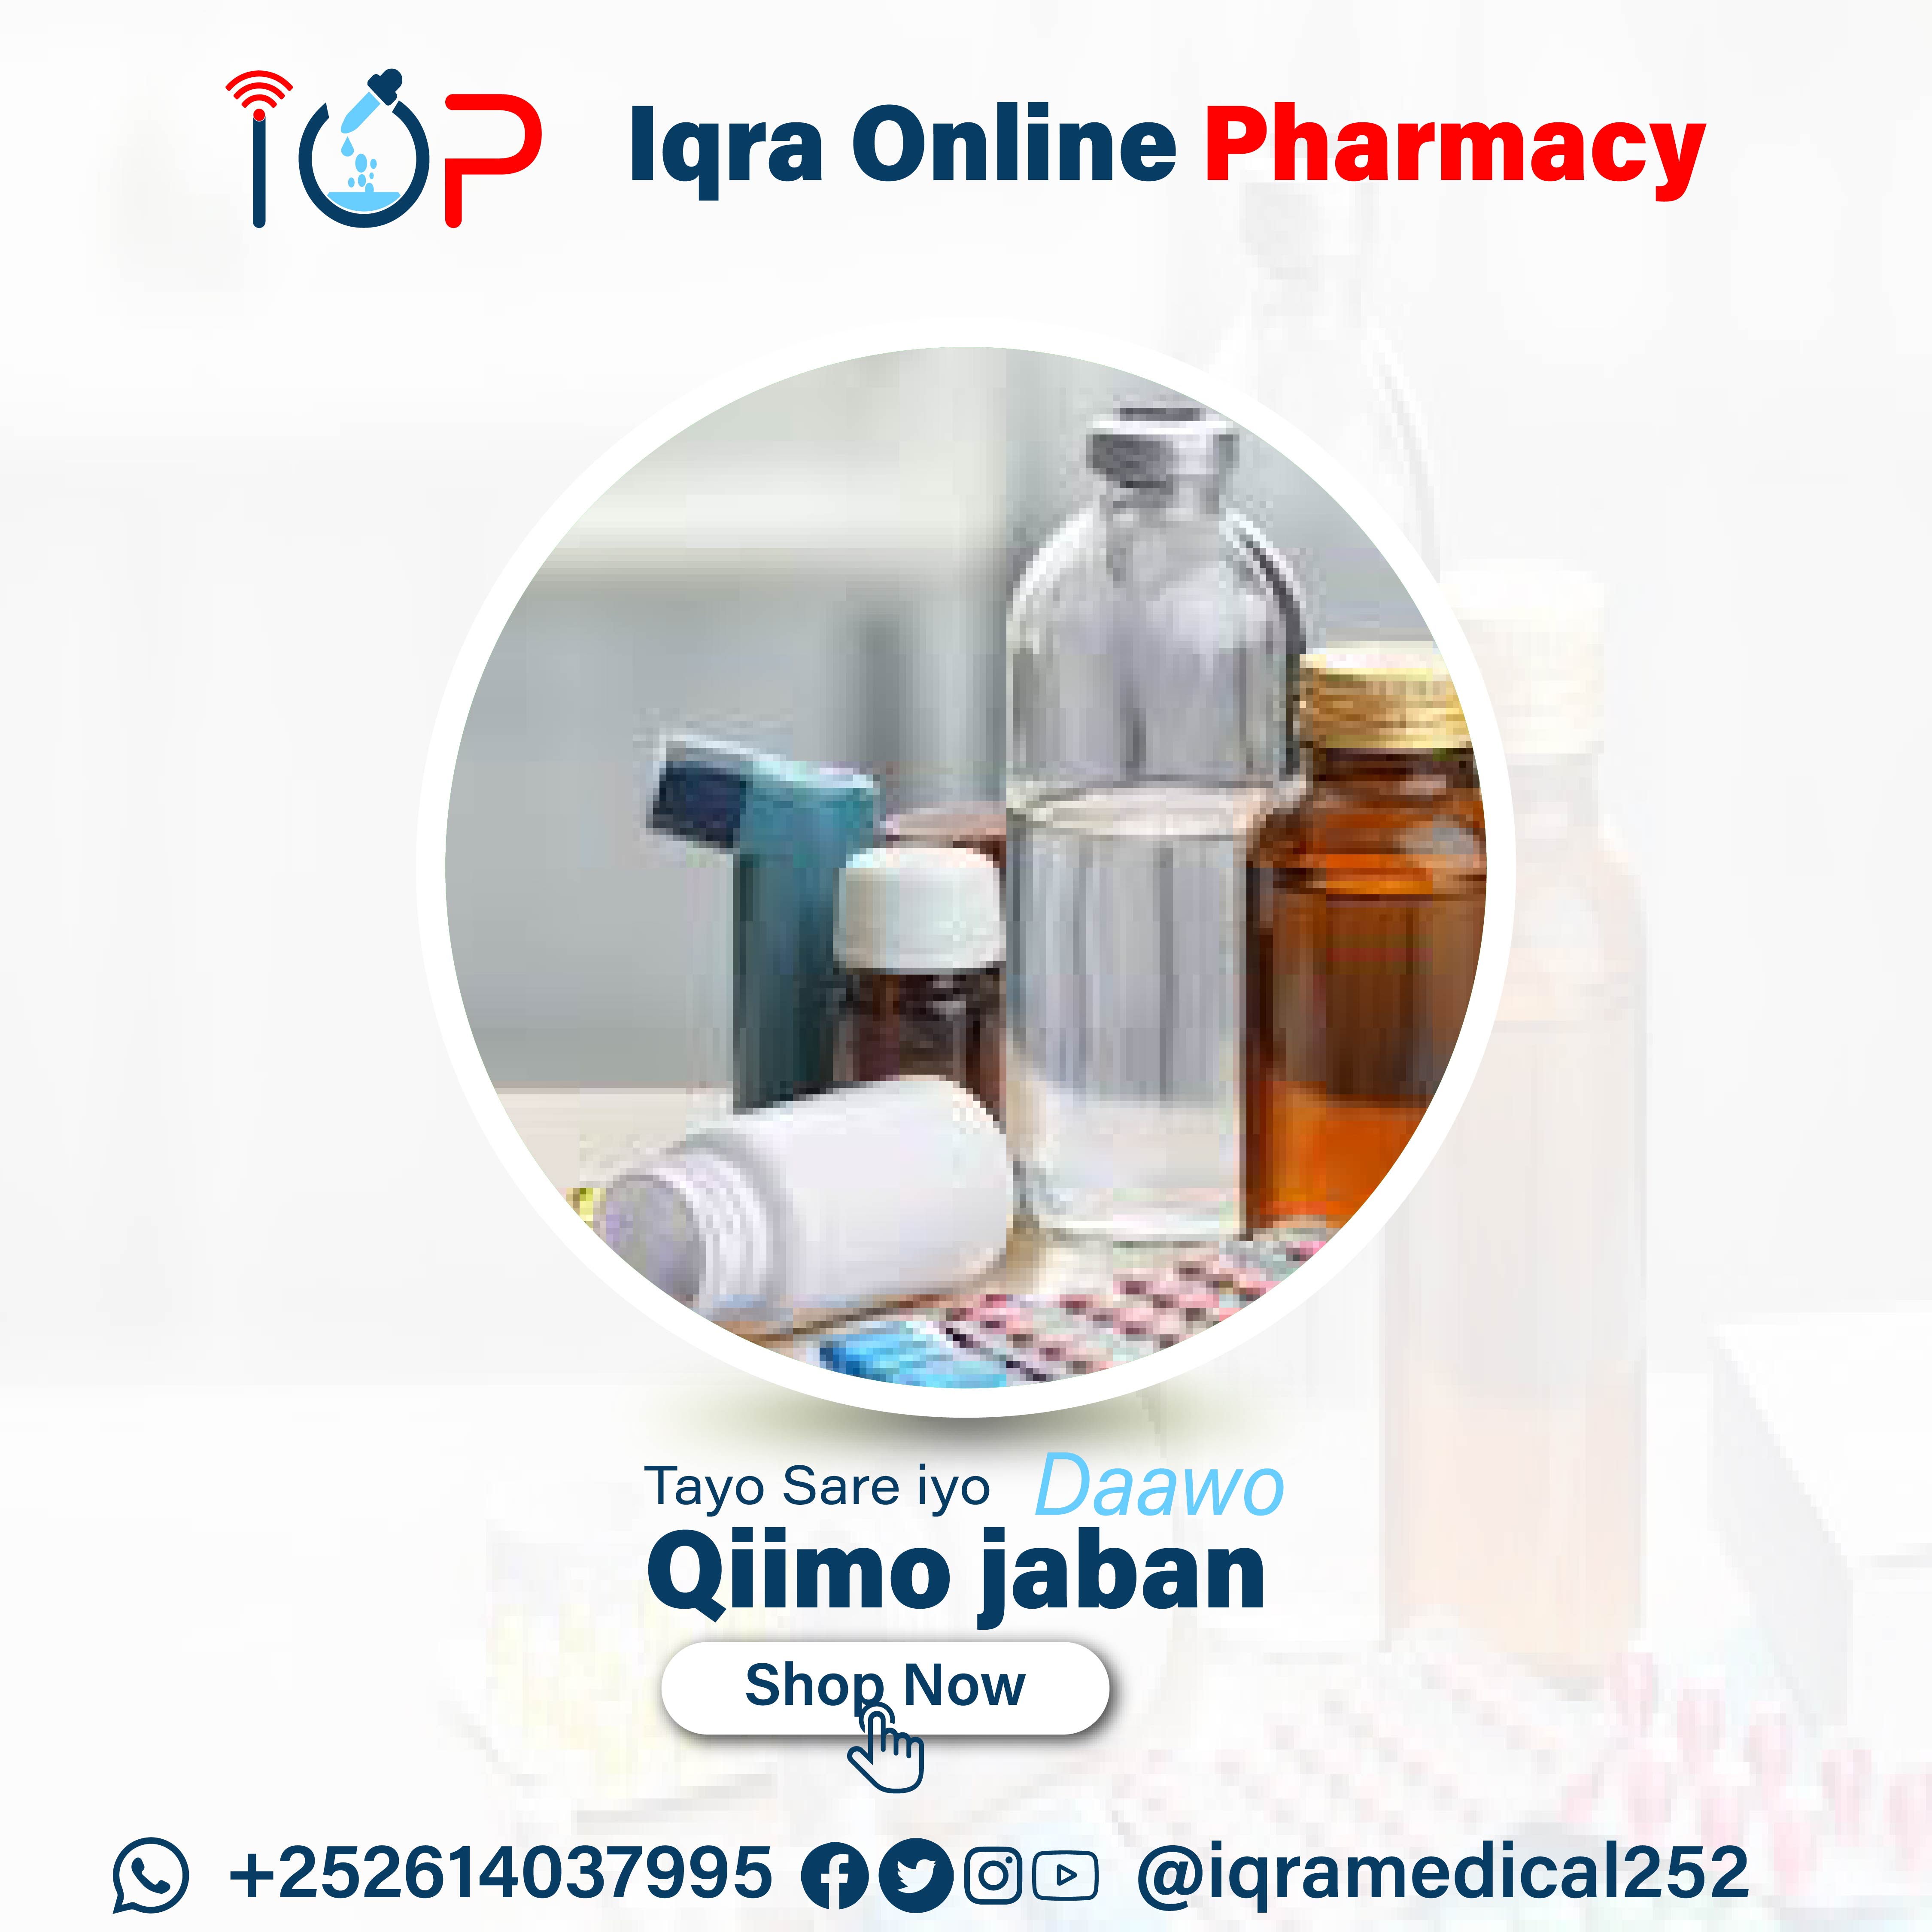 IOP Iqra Online Pharmacy
Tayo Sare iyo Daawo
Qiimo jaban
Shop Now
+252614037995 @iqramedical252